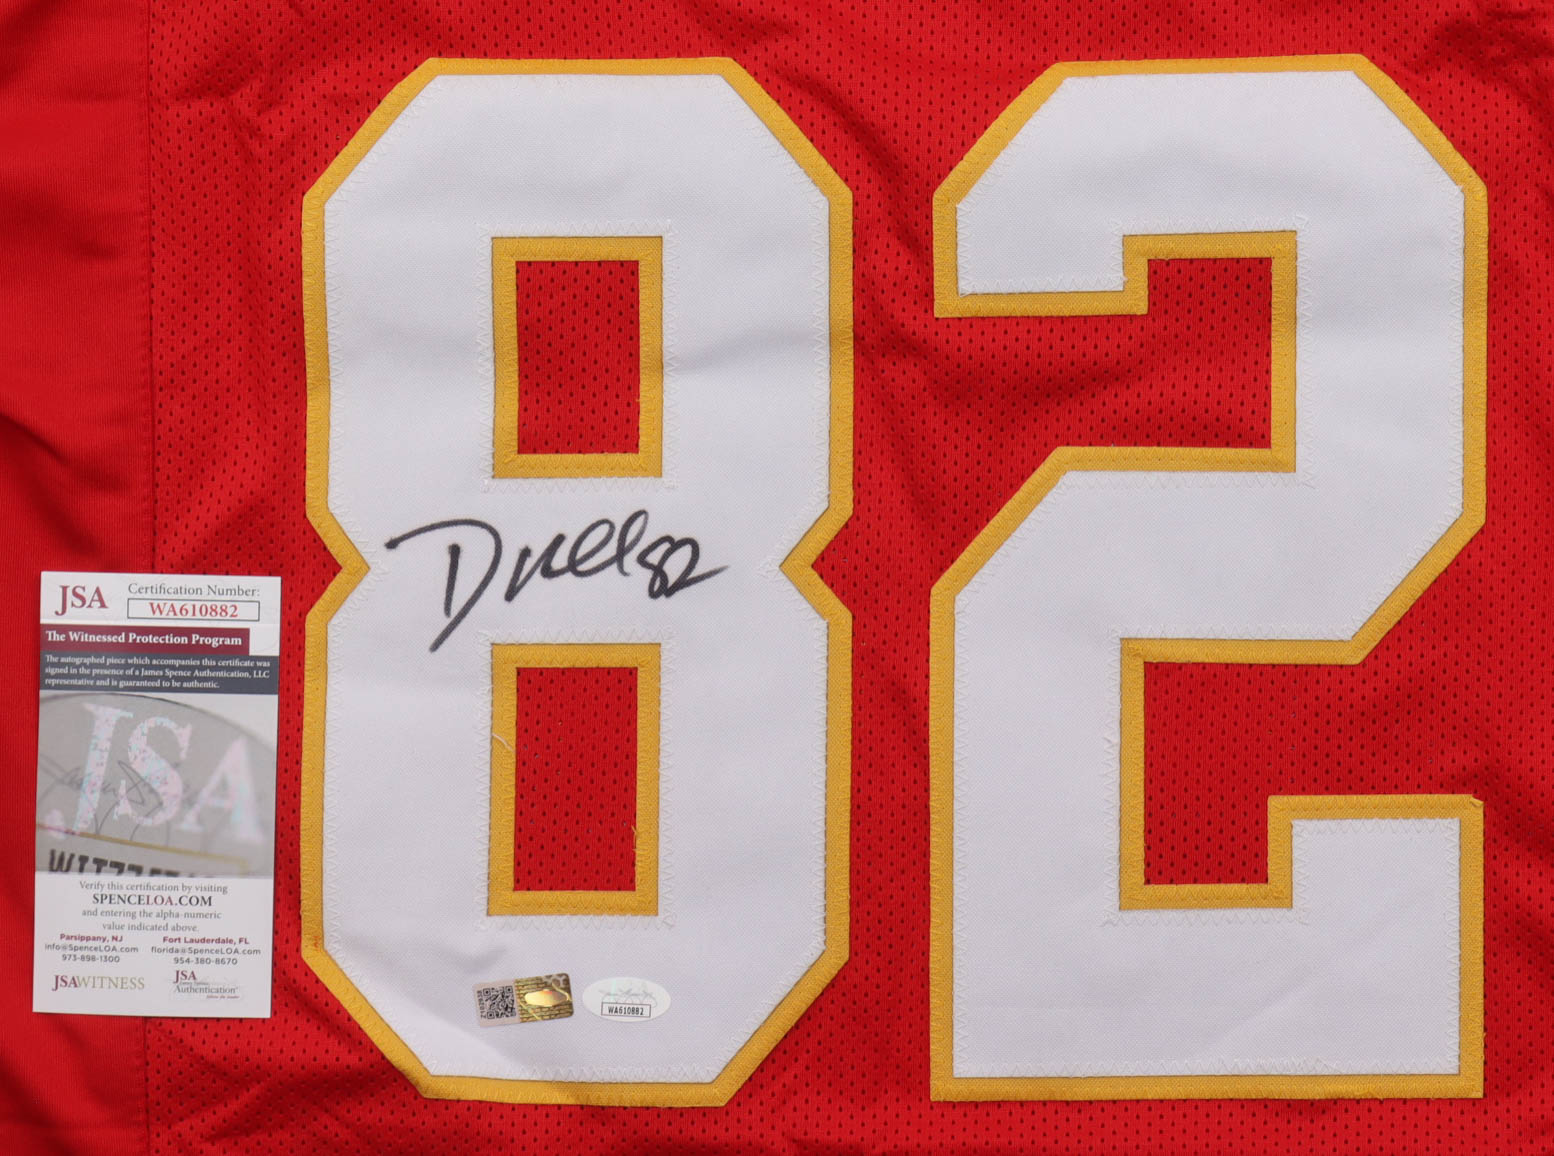 82
82
JSA
Certification Number:
WA610882
The Witnessed Protection Program
The autographed piece which accompanies this certificate was
signed in the presence of a James Spence Authentication, LLC
representative and is guaranteed to be authentic.
JSA
Verify this certification by visiting
SPENCELOA.COM
and entering the alpha-numeric
value indicated above.
Parsippany, NJ
info@SpenceLOA.com
973-898-1300
Fort Lauderdale, FL
florida@SpenceLOA.com
954-380-8670
JSAWITNESS
JSA
Authentication
WA610882